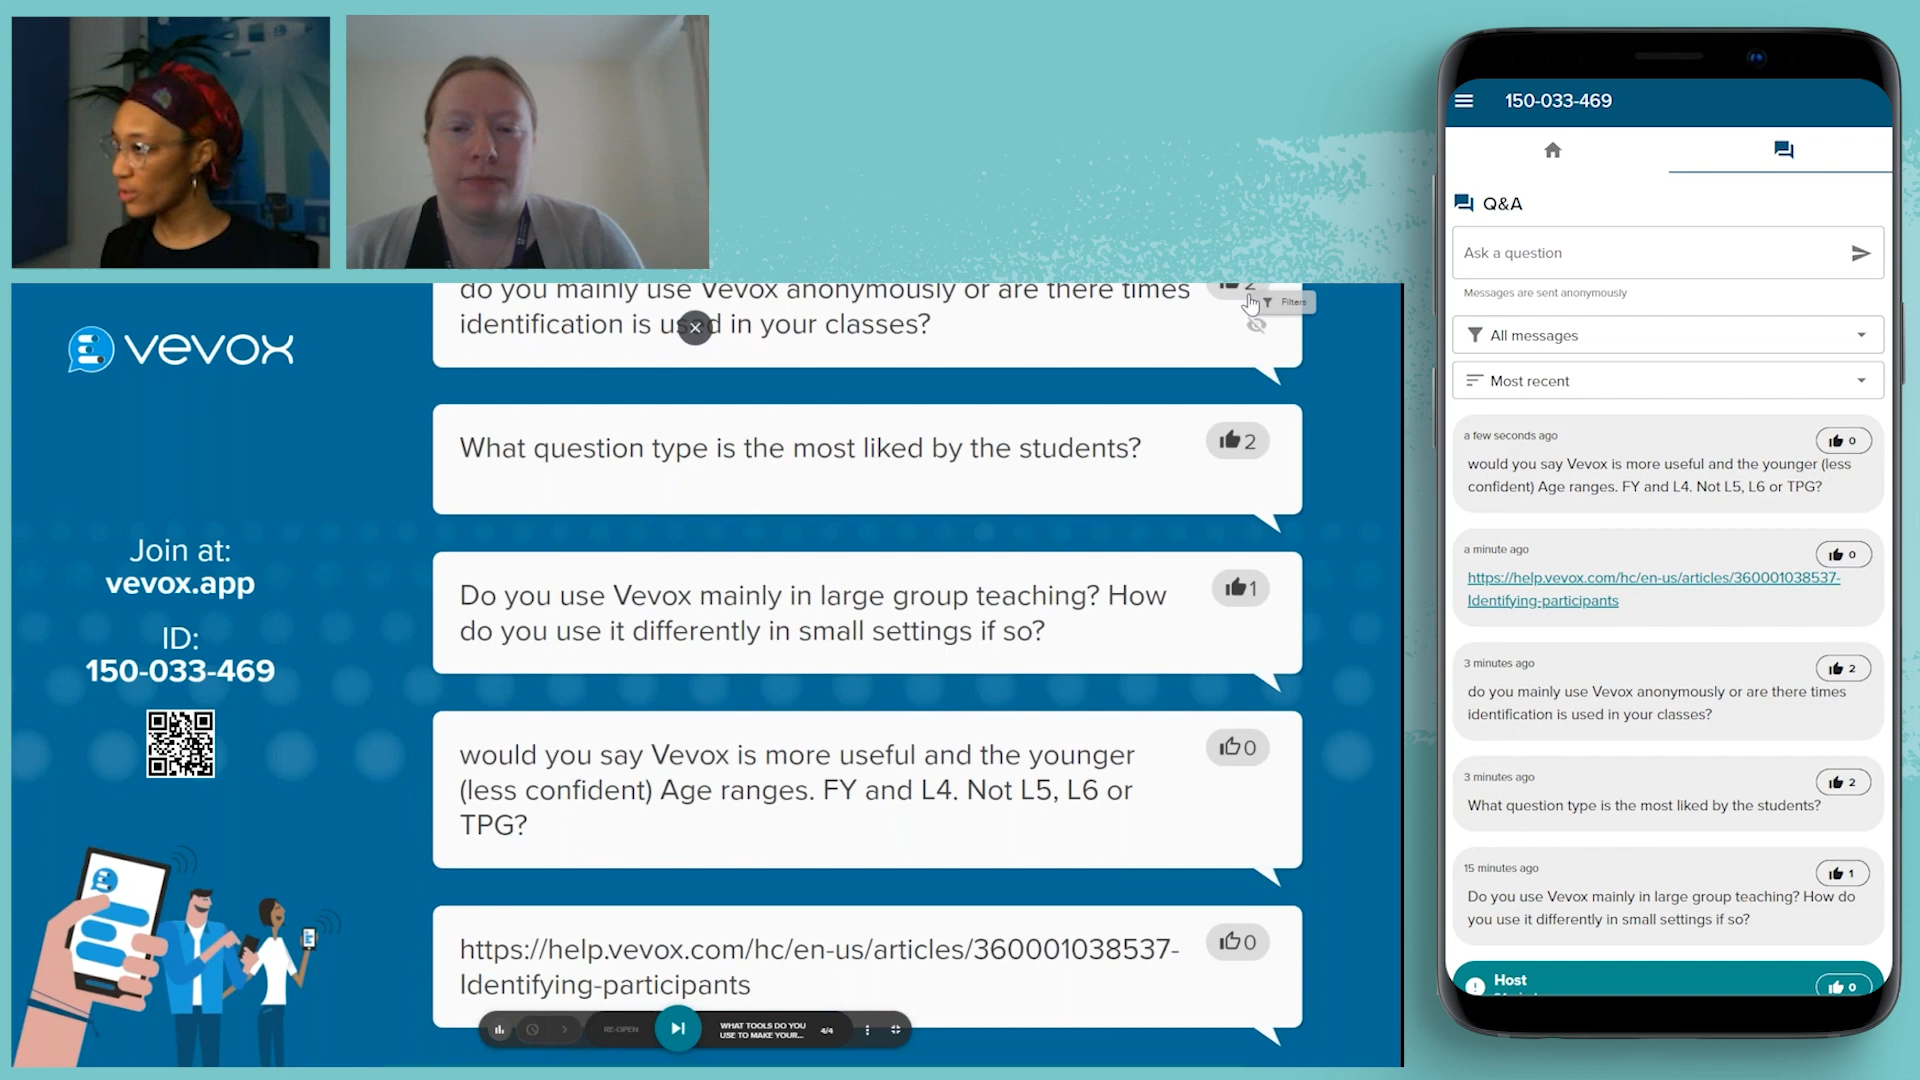 do you mainly use Vevox anonymously or are there times
identification is used in your classes?
2
Filters
vevox
What question type is the most liked by the students?
2
Do you use Vevox mainly in large group teaching? How
do you use it differently in small settings if so?
1
Join at:
vevox.app
ID:
150-033-469
would you say Vevox is more useful and the younger
(less confident) Age ranges. FY and L4. Not L5, L6 or
TPG?
0
https://help.vevox.com/hc/en-us/articles/360001038537-
Identifying-participants
0
RE-OPEN
WHAT TOOLS DO YOU
USE TO MAKE YOUR...
4/4
150-033-469
Q&A
Ask a question
Messages are sent anonymously
All messages
Most recent
a few seconds ago
0
would you say Vevox is more useful and the younger (less
confident) Age ranges. FY and L4. Not L5, L6 or TPG?
a minute ago
0
https://help.vevox.com/hc/en-us/articles/360001038537-
Identifying-participants
3 minutes ago
2
do you mainly use Vevox anonymously or are there times
identification is used in your classes?
3 minutes ago
2
What question type is the most liked by the students?
15 minutes ago
1
Do you use Vevox mainly in large group teaching? How do
you use it differently in small settings if so?
Host
0